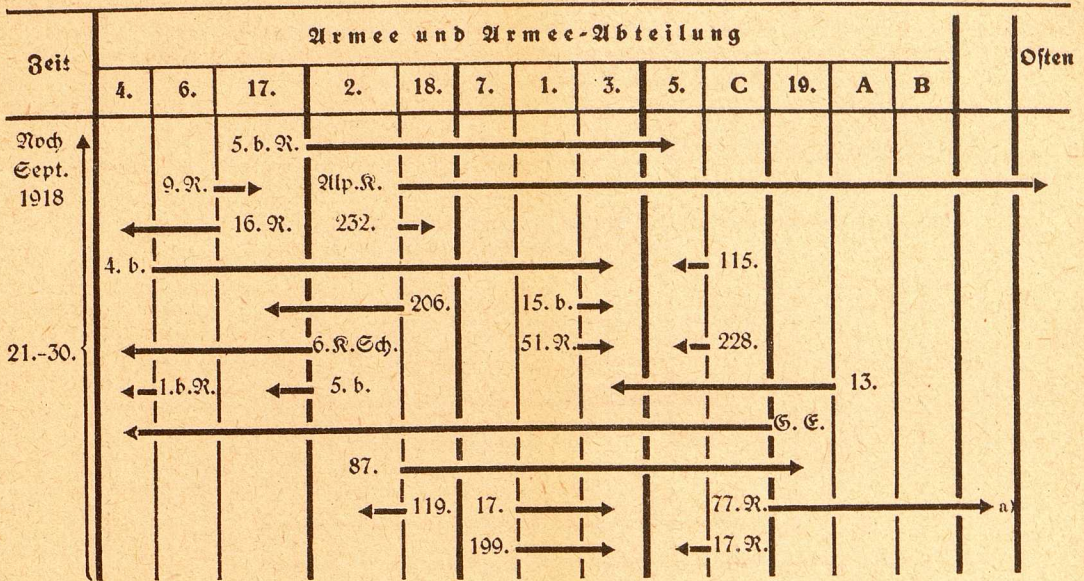 Armee und Armee-Abteilung
Zeit
Osten
4. 6. 17. 2. 18. 7. 1. 3. 5. C 19. A B
Noch
Sept.
1918
5. b. R.
9. R. Alp.K.
16. R. 232.
4. b. 115.
206. 15. b.
21.-30. 6.K.Sch. 51. R. 228.
1.b.R. 5. b. 13.
G. E.
87.
119. 17. 77.R. a)
199. 17.R.